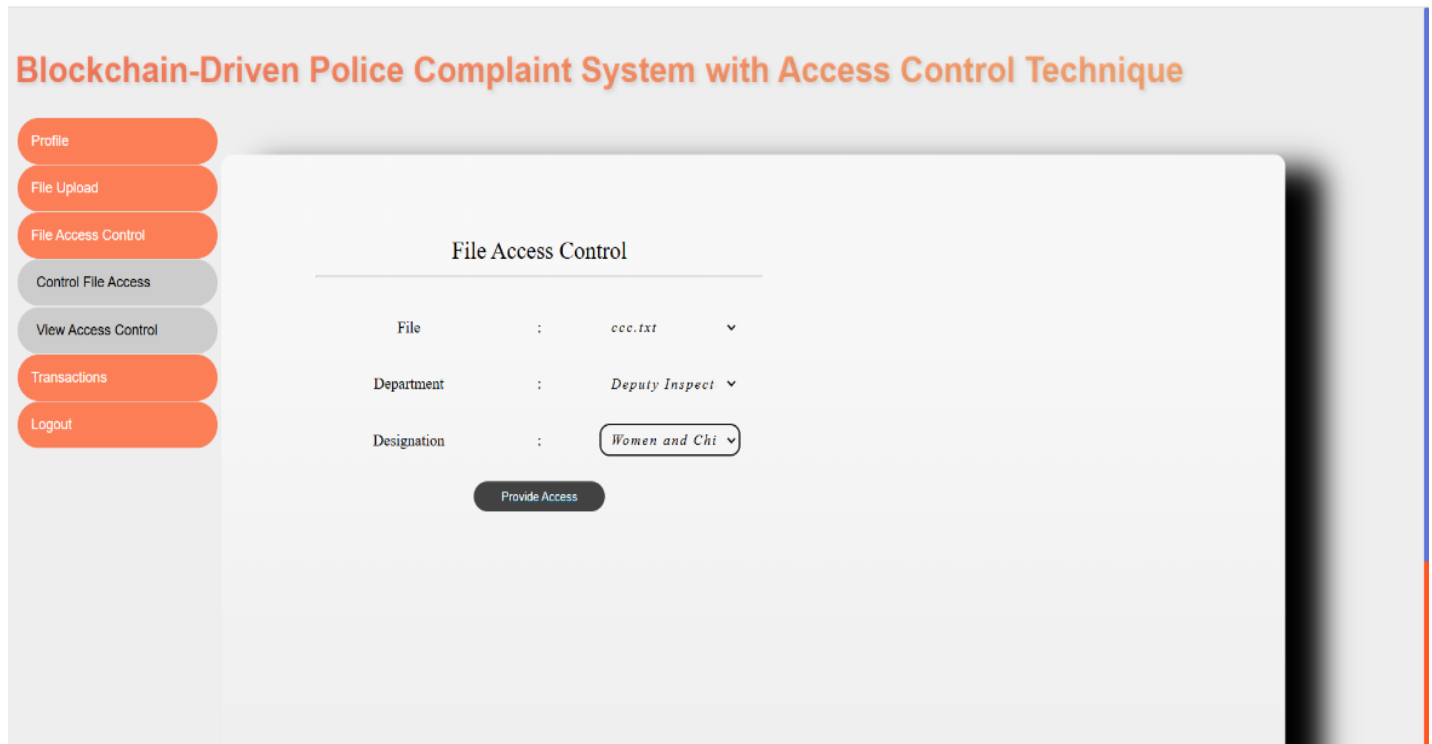 Blockchain-Driven Police Complaint System with Access Control Technique
Profile
File Upload
File Access Control
Control File Access
View Access Control
Transactions
Logout
File Access Control
File : ccc.txt
Department : Deputy Inspect
Designation : Women and Chi
Provide Access